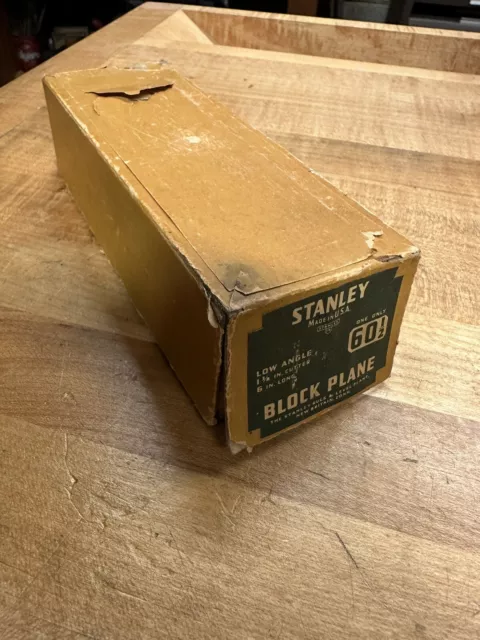 STANLEY
MADE IN U.S.A.
ONE ONLY
60½
LOW ANGLE
1⅜ IN. CUTTER
6 IN. LONG
BLOCK PLANE
THE STANLEY RULE & LEVEL PLANT
NEW BRITAIN, CONN.